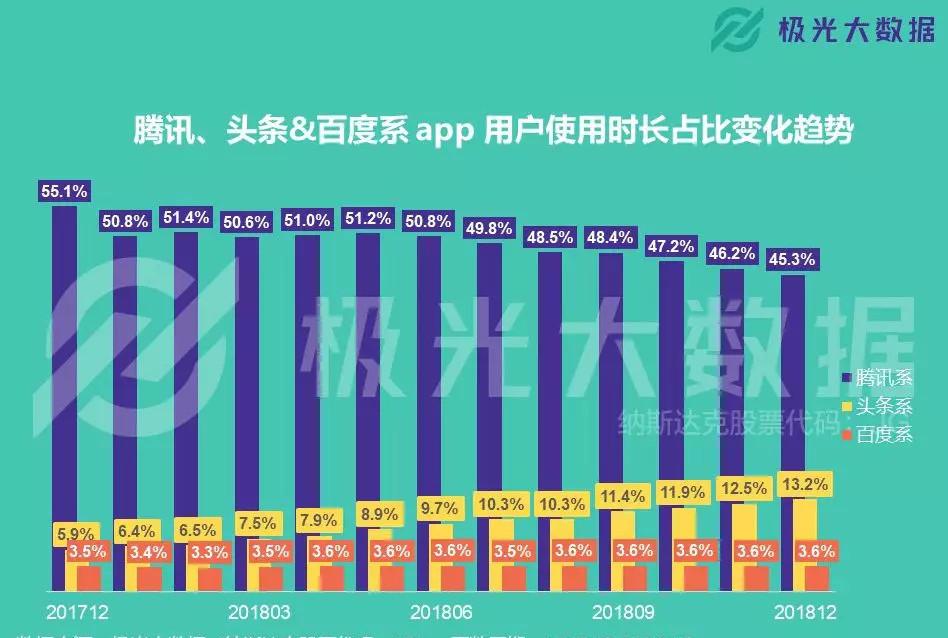 极光大数据
腾讯、头条&百度系app 用户使用时长占比变化趋势
55.1% 50.8% 51.4% 50.6% 51.0% 51.2% 50.8% 49.8% 48.5% 48.4% 47.2% 46.2% 45.3%
极光大数据
腾讯系
头条系
纳斯达克股票代码：
百度系
5.9% 6.4% 6.5% 7.5% 7.9% 8.9% 9.7% 10.3% 10.3% 11.4% 11.9% 12.5% 13.2%
3.5% 3.4% 3.3% 3.5% 3.6% 3.6% 3.6% 3.5% 3.6% 3.6% 3.6% 3.6% 3.6%
201712 201803 201806 201809 201812